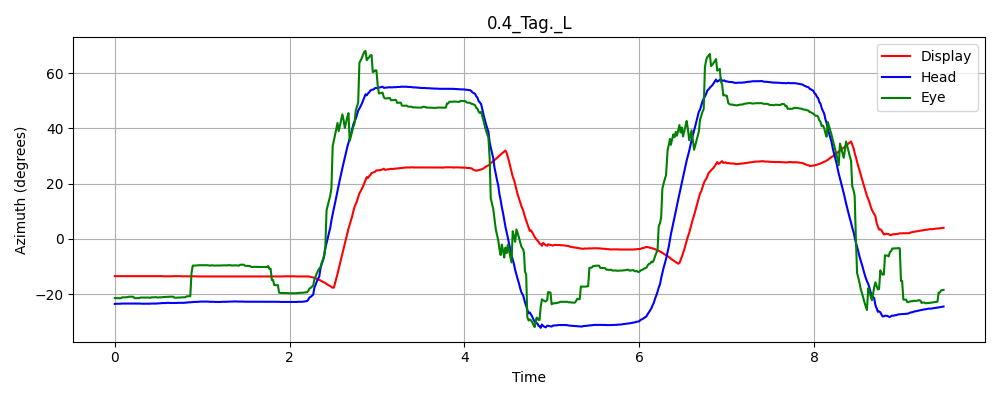 0.4_Tag._L
Display
Head
Eye
Azimuth (degrees)
60
40
20
0
−20
0 2 4 6 8
Time